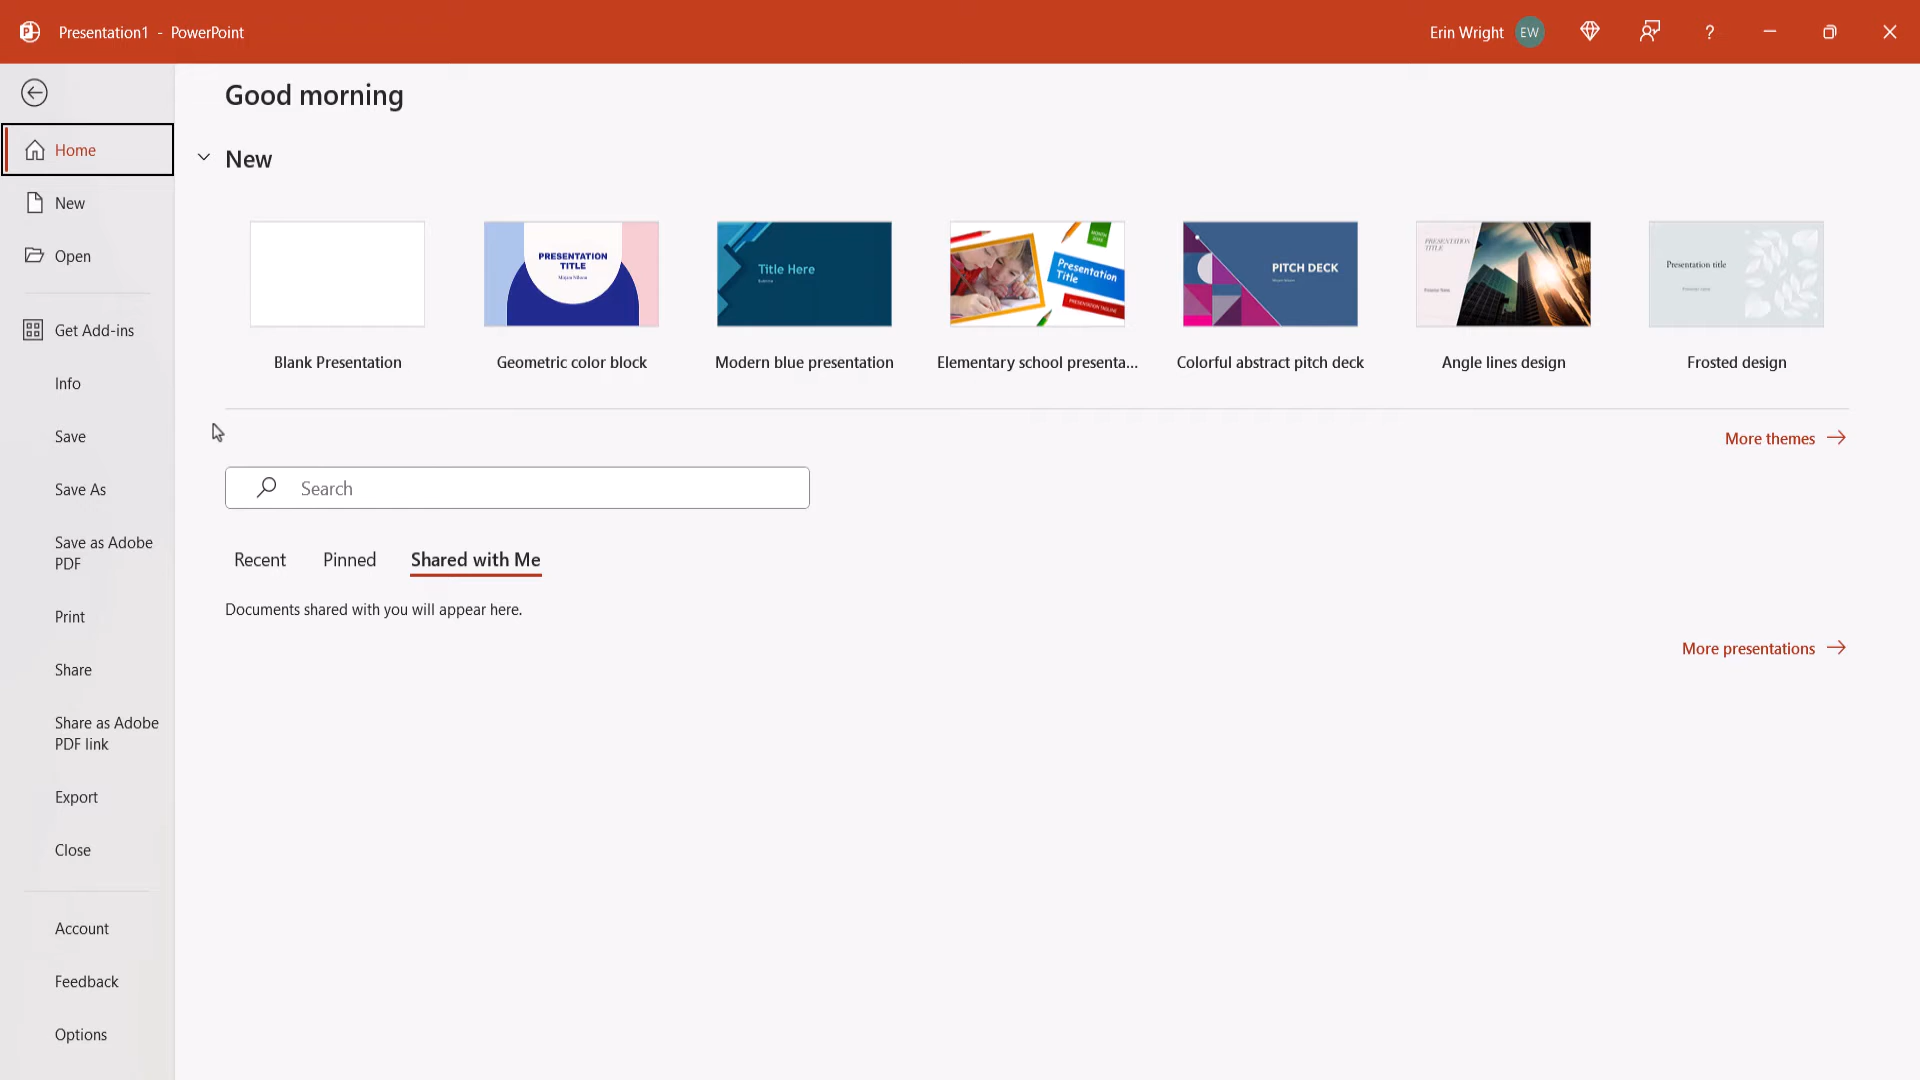 Presentation1 - PowerPoint
Erin Wright EW
?
Good morning
Home
New
Open
Get Add-ins
Info
Save
Save As
Save as Adobe
PDF
Print
Share
Share as Adobe
PDF link
Export
Close
Account
Feedback
Options
New
PRESENTATION
TITLE
Mirjam Nilsson
Title Here
Presentation
Title
PITCH DECK
PRESENTATION
TITLE
Presentation title
Blank Presentation
Geometric color block
Modern blue presentation
Elementary school presenta...
Colorful abstract pitch deck
Angle lines design
Frosted design
More themes
Search
Recent
Pinned
Shared with Me
Documents shared with you will appear here.
More presentations